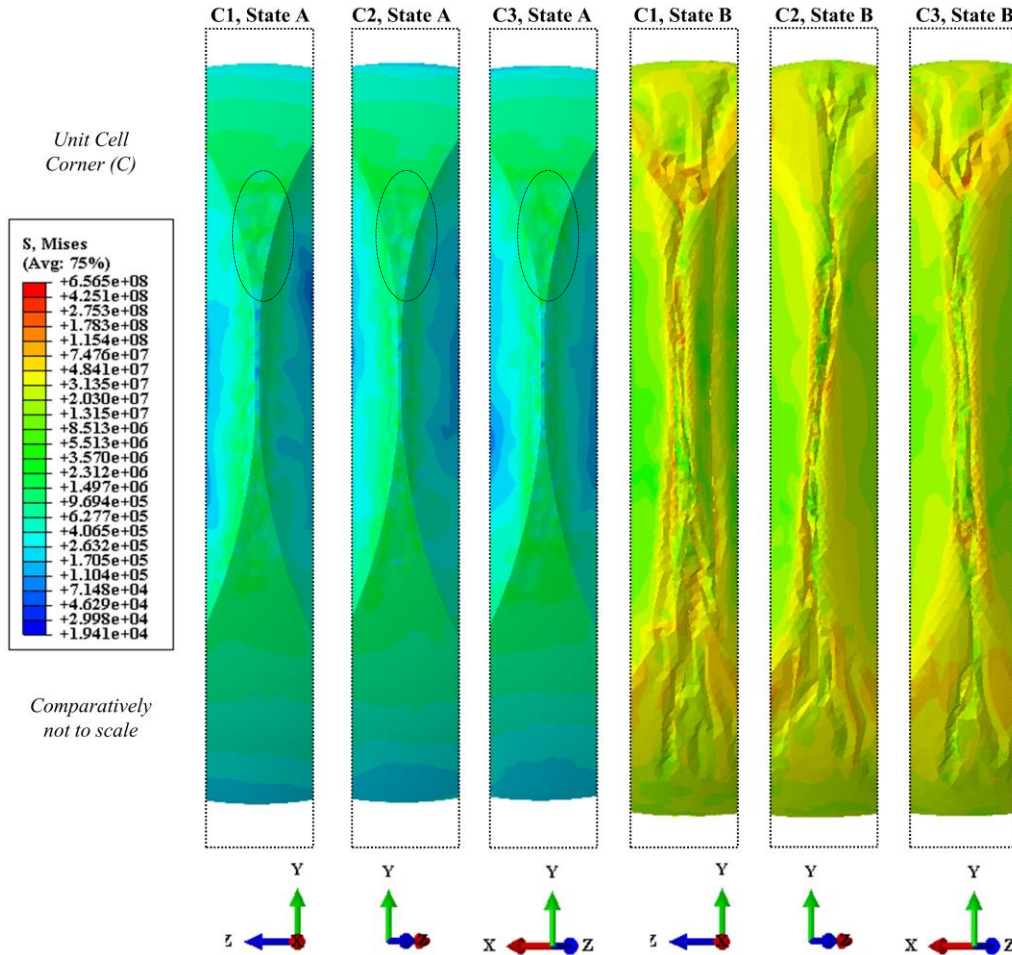 C1, State A C2, State A C3, State A C1, State B C2, State B C3, State B
Unit Cell
Corner (C)
S, Mises
(Avg: 75%)
+6.565e+08
+4.251e+08
+2.753e+08
+1.783e+08
+1.154e+08
+7.476e+07
+4.841e+07
+3.135e+07
+2.030e+07
+1.315e+07
+8.513e+06
+5.513e+06
+3.570e+06
+2.312e+06
+1.497e+06
+9.694e+05
+6.277e+05
+4.065e+05
+2.632e+05
+1.705e+05
+1.104e+05
+7.148e+04
+4.629e+04
+2.998e+04
+1.941e+04
Comparatively
not to scale
Y Y Y Y Y Y
Z X X Z Z X X Z